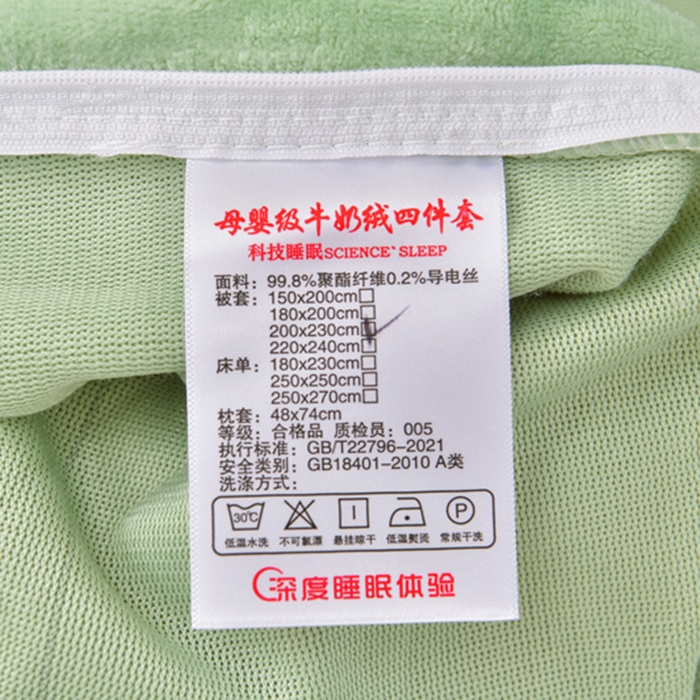 母婴级牛奶绒四件套
科技睡眠SCIENCE`SLEEP
面料：99.8%聚酯纤维0.2%导电丝
被套：150x200cm□
180x200cm□
200x230cm□
220x240cm□
床单：180x230cm□
250x250cm□
250x270cm□
枕套：48x74cm
等级：合格品 质检员：005
执行标准：GB/T22796-2021
安全类别：GB18401-2010 A类
洗涤方式：
30℃ P
低温水洗 不可氯漂 悬挂晾干 低温熨烫 常规干洗
深度睡眠体验